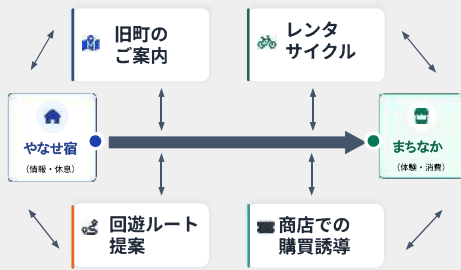 旧町の
ご案内
レンタ
サイクル
やなせ宿
（情報・休息）
まちなか
（体験・消費）
回遊ルート
提案
商店での
購買誘導